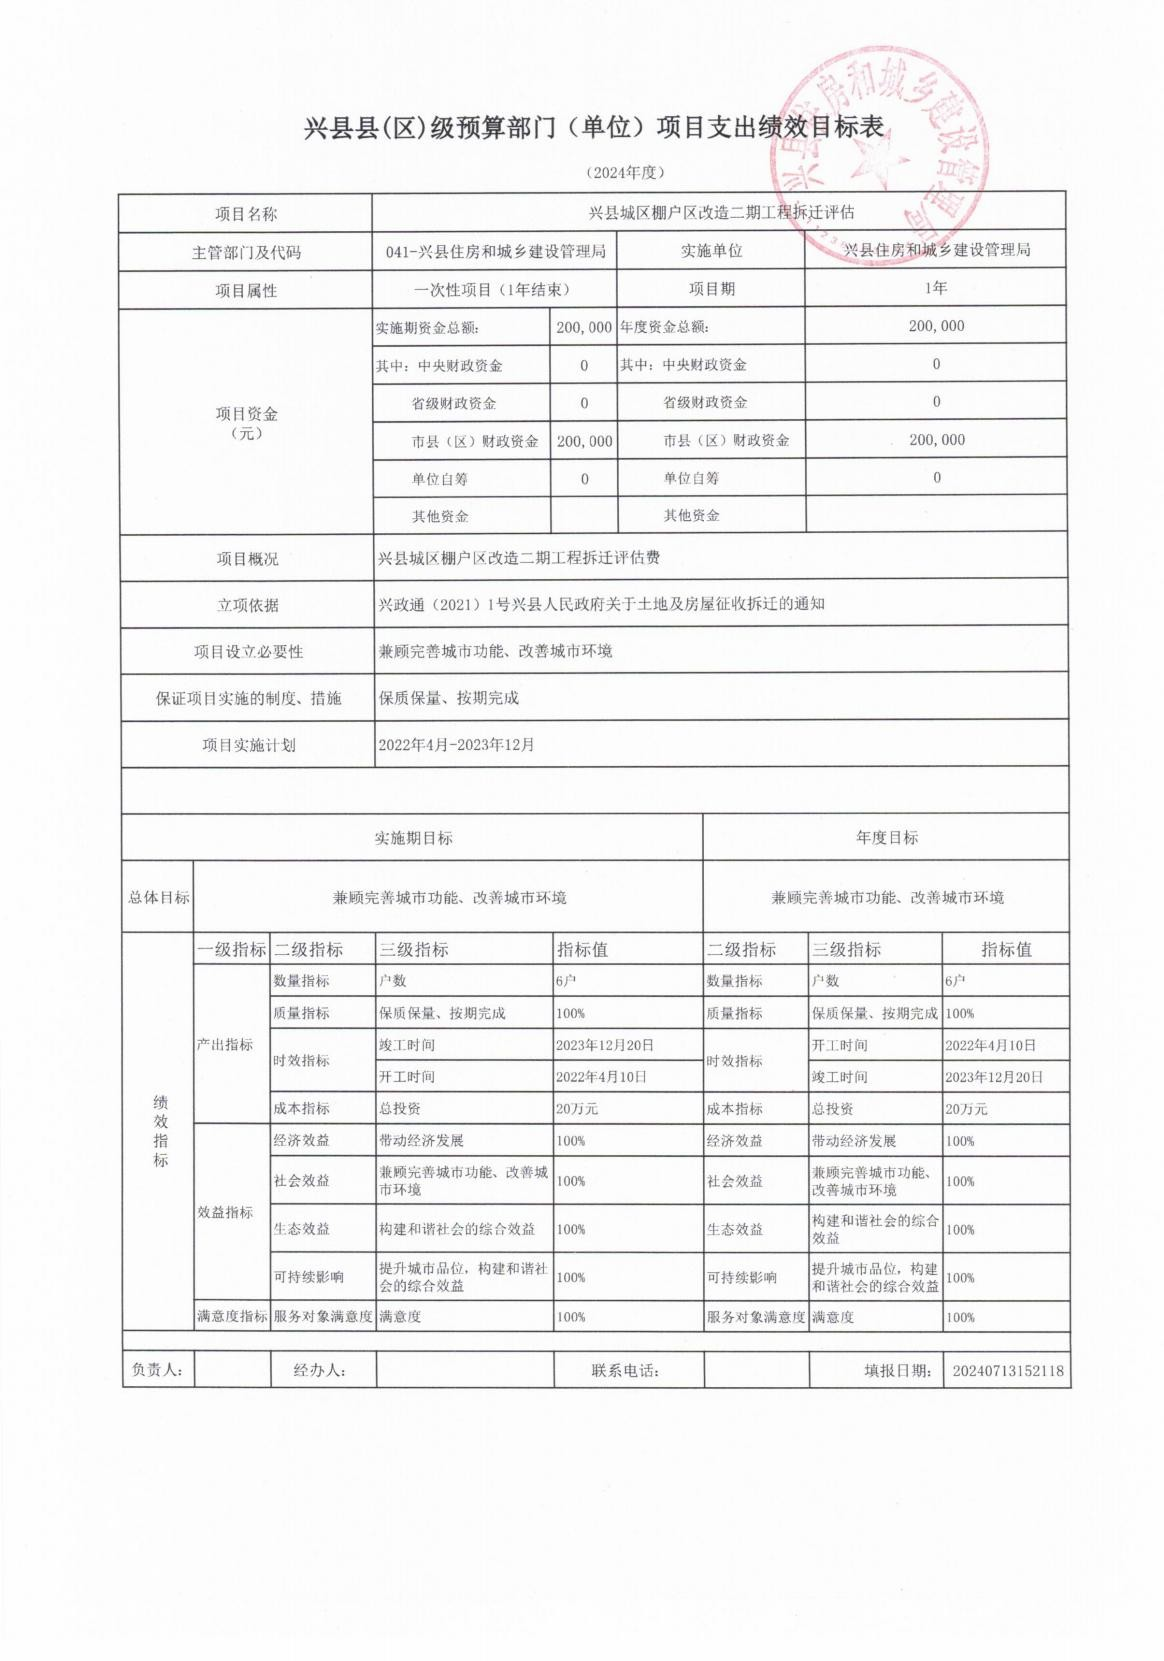 兴县县(区)级预算部门（单位）项目支出绩效目标表
（2024年度）
项目名称 兴县城区棚户区改造二期工程拆迁评估
主管部门及代码 041-兴县住房和城乡建设管理局 实施单位 兴县住房和城乡建设管理局
项目属性 一次性项目（1年结束） 项目期 1年
项目资金
（元）
实施期资金总额: 200,000 年度资金总额: 200,000
其中: 中央财政资金 0 其中: 中央财政资金 0
省级财政资金 0 省级财政资金 0
市县（区）财政资金 200,000 市县（区）财政资金 200,000
单位自筹 0 单位自筹 0
其他资金 其他资金
项目概况 兴县城区棚户区改造二期工程拆迁评估费
立项依据 兴政通（2021）1号兴县人民政府关于土地及房屋征收拆迁的通知
项目设立必要性 兼顾完善城市功能、改善城市环境
保证项目实施的制度、措施 保质保量、按期完成
项目实施计划 2022年4月-2023年12月
实施期目标 年度目标
总体目标 兼顾完善城市功能、改善城市环境 兼顾完善城市功能、改善城市环境
绩效指标
一级指标 二级指标 三级指标 指标值 二级指标 三级指标 指标值
产出指标
数量指标 户数 6户 数量指标 户数 6户
质量指标 保质保量、按期完成 100% 质量指标 保质保量、按期完成 100%
时效指标 竣工时间 2023年12月20日 时效指标 开工时间 2022年4月10日
开工时间 2022年4月10日 竣工时间 2023年12月20日
成本指标 总投资 20万元 成本指标 总投资 20万元
效益指标
经济效益 带动经济发展 100% 经济效益 带动经济发展 100%
社会效益 兼顾完善城市功能、改善城市环境 100% 社会效益 兼顾完善城市功能、改善城市环境 100%
生态效益 构建和谐社会的综合效益 100% 生态效益 构建和谐社会的综合效益 100%
可持续影响 提升城市品位，构建和谐社会的综合效益 100% 可持续影响 提升城市品位，构建和谐社会的综合效益 100%
满意度指标 服务对象满意度 满意度 100% 服务对象满意度 满意度 100%
负责人: 经办人: 联系电话: 填报日期: 20240713152118
兴县住房和城乡建设管理局